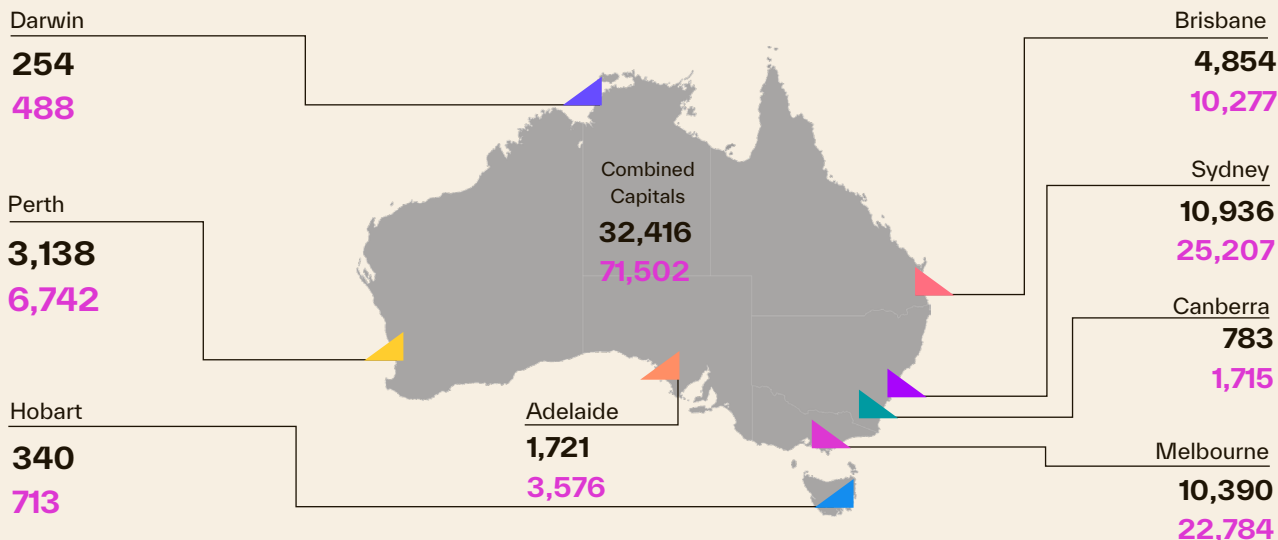 Darwin
254
488
Perth
3,138
6,742
Hobart
340
713
Combined
Capitals
32,416
71,502
Adelaide
1,721
3,576
Brisbane
4,854
10,277
Sydney
10,936
25,207
Canberra
783
1,715
Melbourne
10,390
22,784